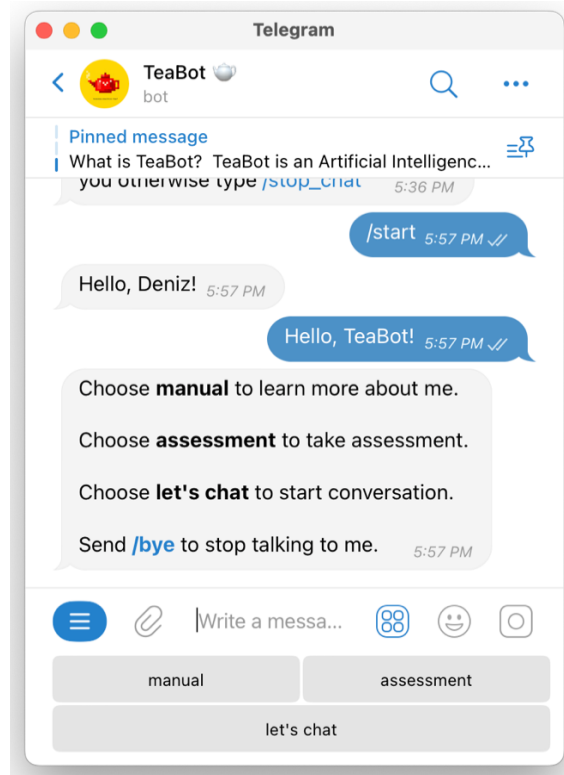 Telegram
TeaBot
bot
Pinned message
What is TeaBot? TeaBot is an Artificial Intelligenc...
you otherwise type /stop_chat 5:36 PM
/start 5:57 PM
Hello, Deniz! 5:57 PM
Hello, TeaBot! 5:57 PM
Choose manual to learn more about me.
Choose assessment to take assessment.
Choose let's chat to start conversation.
Send /bye to stop talking to me. 5:57 PM
Write a messa...
manual
assessment
let's chat